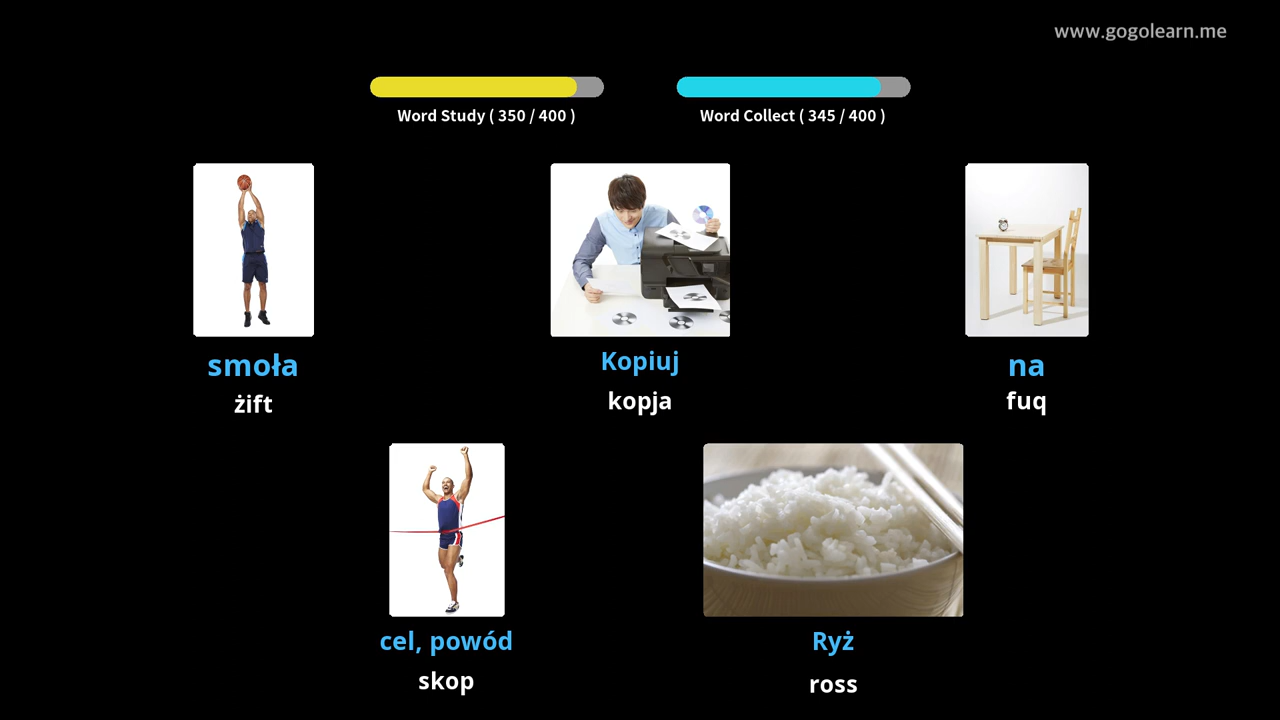 www.gogolearn.me
Word Study ( 350 / 400 )
Word Collect ( 345 / 400 )
smoła
żift
Kopiuj
kopja
na
fuq
cel, powód
skop
Ryż
ross